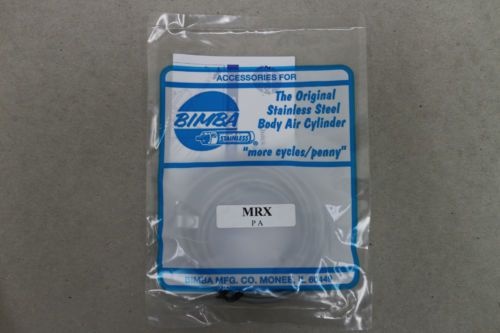 ACCESSORIES FOR
BIMBA
STAINLESS
®
The Original
Stainless Steel
Body Air Cylinder
"more cycles/penny"
MRX
P A
BIMBA MFG. CO. MONEE, IL 60449